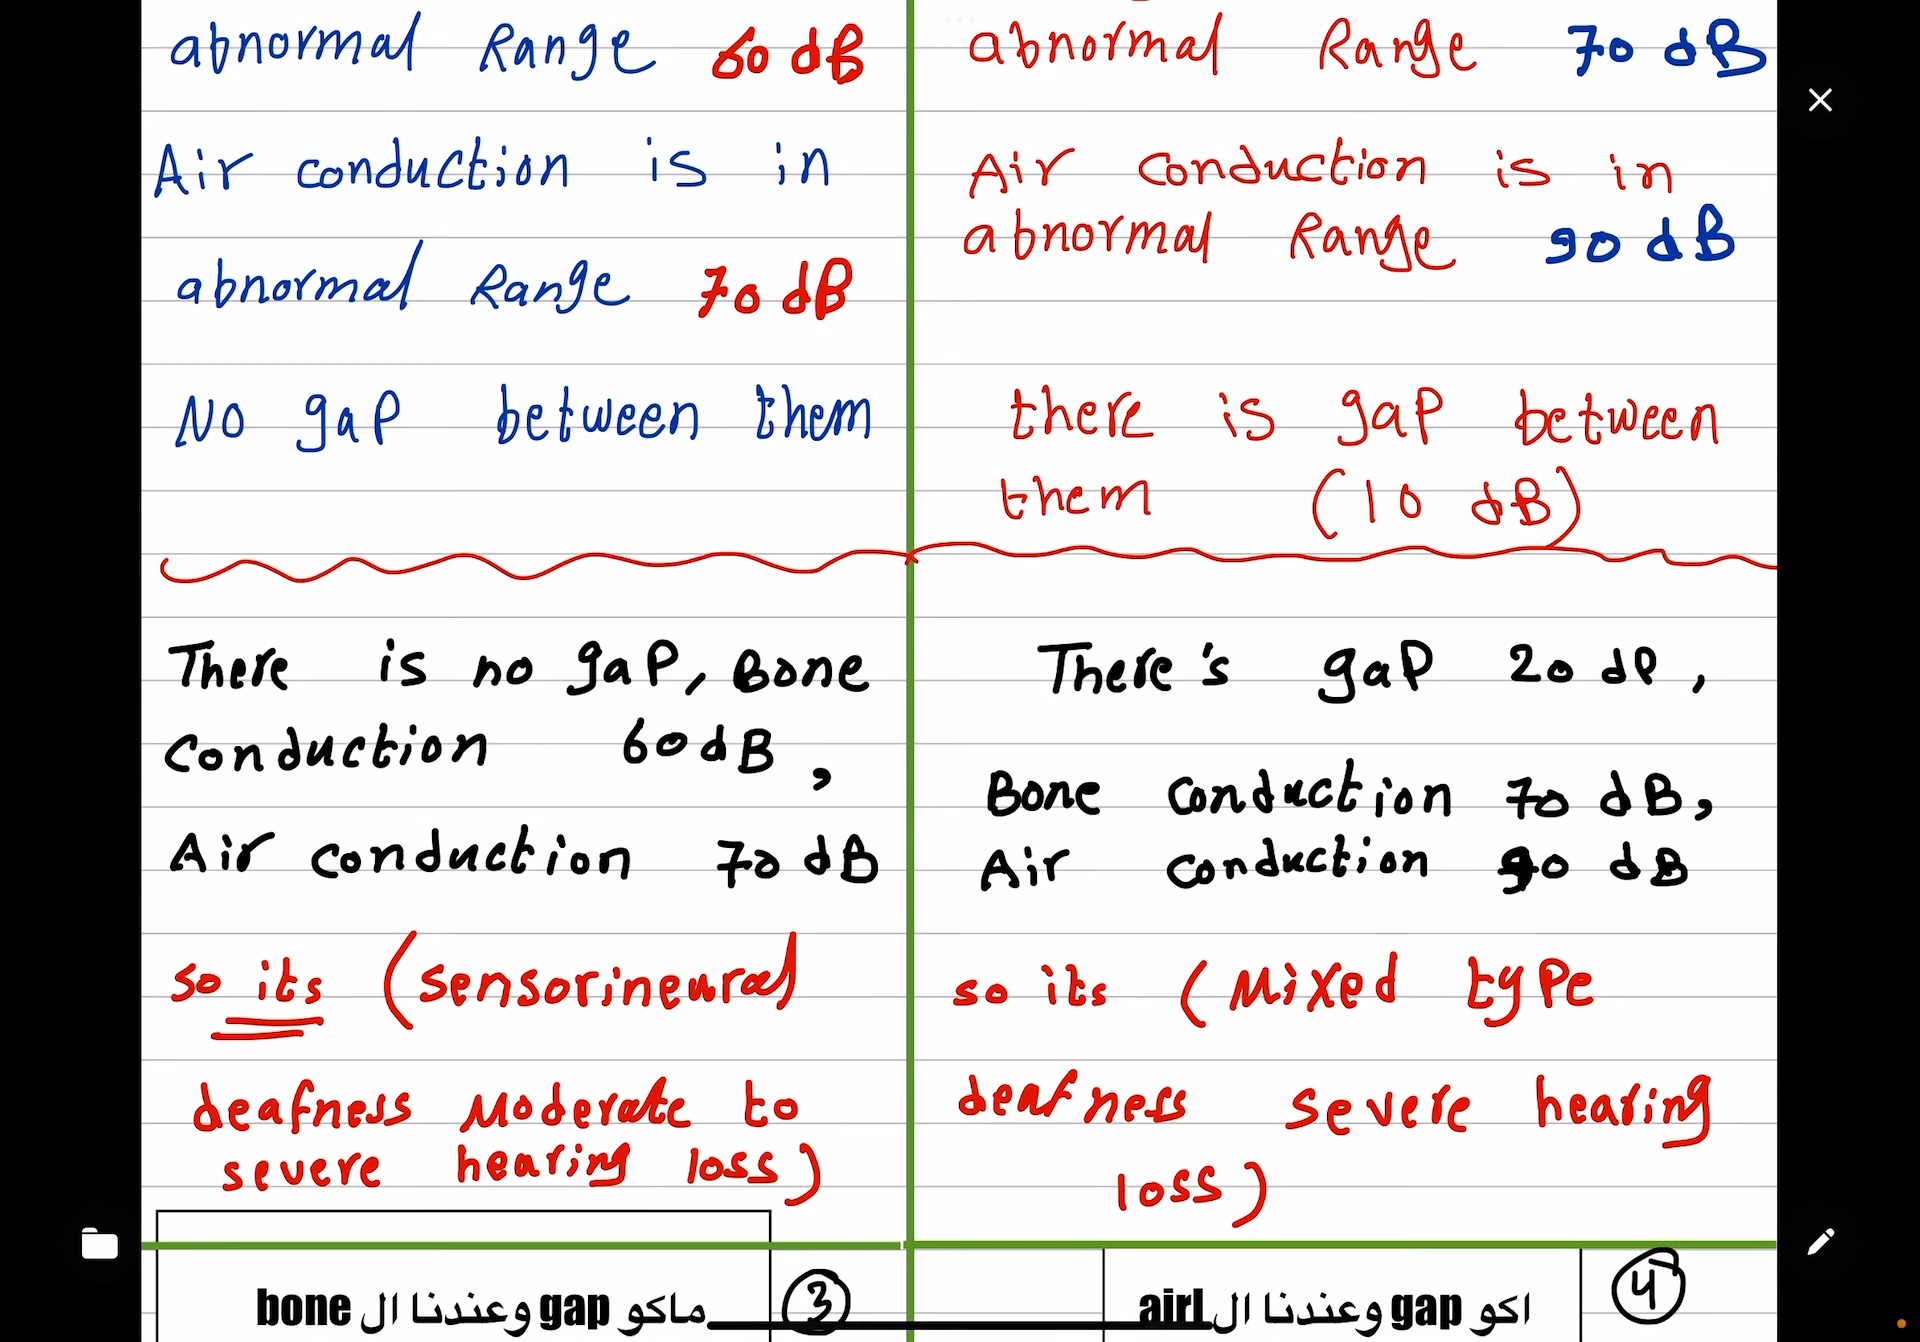 abnormal Range 60 dB
Air conduction is in
abnormal Range 70 dB
No gap between them
There is no gap, Bone
conduction 60 dB,
Air conduction 70 dB
so its (sensorineural
deafness Moderate to
severe hearing loss)
ماكو gap وعندنا ال bone
3
abnormal Range 70 dB
Air conduction is in
abnormal Range 90 dB
there is gap between
them (10 dB)
There's gap 20 dP,
Bone conduction 70 dB,
Air conduction 90 dB
so its (Mixed type
deafness severe hearing
loss)
اكو gap وعندنا ال airl
4